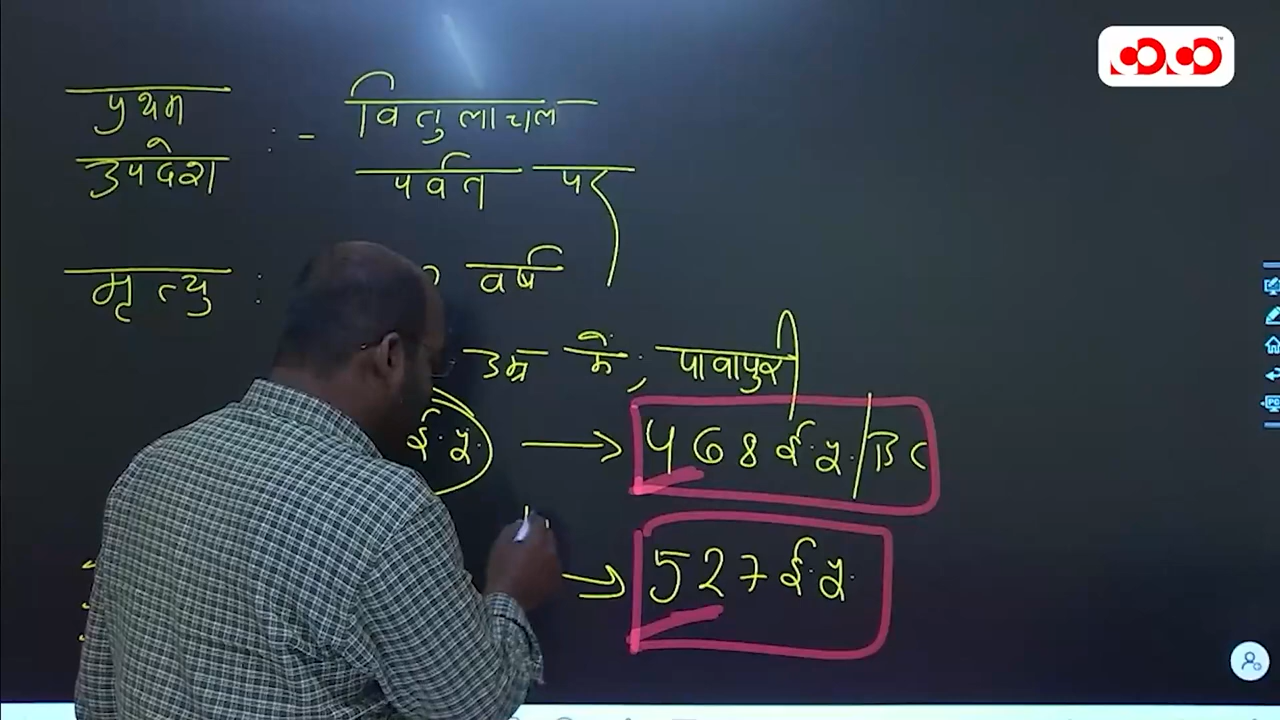 प्रथम
उपदेश :- वितुलाचल
पर्वत पर
मृत्यु : वर्ष
उम्र में, पावापुरी
ई.पू. → 468 ई.पू./BC
→ 527 ई.पू.